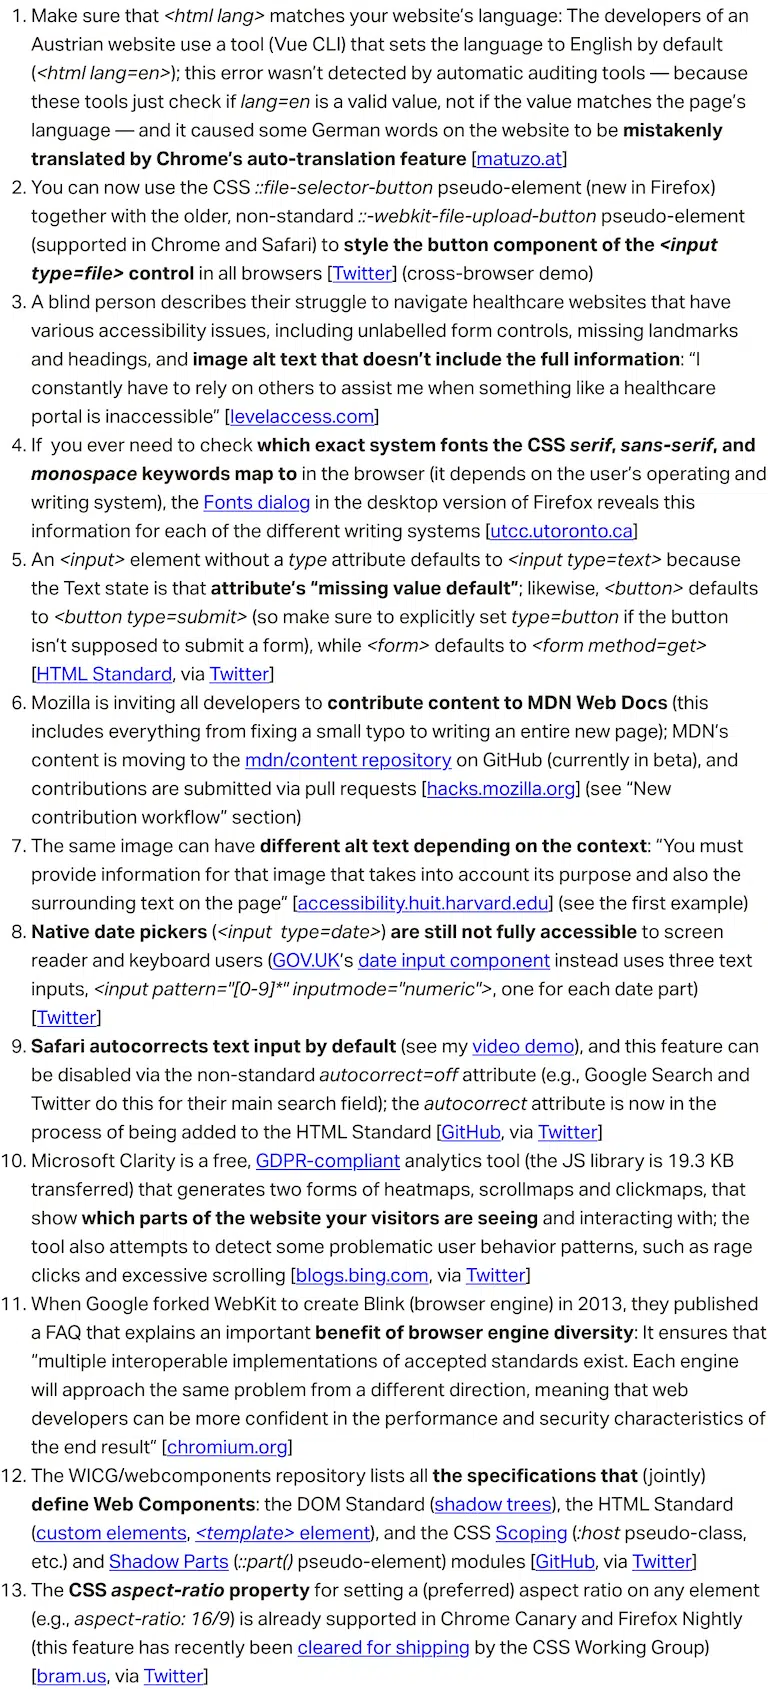 1. Make sure that <html lang> matches your website's language: The developers of an
Austrian website use a tool (Vue CLI) that sets the language to English by default
(<html lang=en>); this error wasn't detected by automatic auditing tools — because
these tools just check if lang=en is a valid value, not if the value matches the page's
language — and it caused some German words on the website to be mistakenly
translated by Chrome's auto-translation feature [matuzo.at]
2. You can now use the CSS ::file-selector-button pseudo-element (new in Firefox)
together with the older, non-standard ::-webkit-file-upload-button pseudo-element
(supported in Chrome and Safari) to style the button component of the <input
type=file> control in all browsers [Twitter] (cross-browser demo)
3. A blind person describes their struggle to navigate healthcare websites that have
various accessibility issues, including unlabelled form controls, missing landmarks
and headings, and image alt text that doesn't include the full information: “I
constantly have to rely on others to assist me when something like a healthcare
portal is inaccessible” [levelaccess.com]
4. If you ever need to check which exact system fonts the CSS serif, sans-serif, and
monospace keywords map to in the browser (it depends on the user's operating and
writing system), the Fonts dialog in the desktop version of Firefox reveals this
information for each of the different writing systems [utcc.utoronto.ca]
5. An <input> element without a type attribute defaults to <input type=text> because
the Text state is that attribute's “missing value default”; likewise, <button> defaults
to <button type=submit> (so make sure to explicitly set type=button if the button
isn't supposed to submit a form), while <form> defaults to <form method=get>
[HTML Standard, via Twitter]
6. Mozilla is inviting all developers to contribute content to MDN Web Docs (this
includes everything from fixing a small typo to writing an entire new page); MDN's
content is moving to the mdn/content repository on GitHub (currently in beta), and
contributions are submitted via pull requests [hacks.mozilla.org] (see “New
contribution workflow” section)
7. The same image can have different alt text depending on the context: “You must
provide information for that image that takes into account its purpose and also the
surrounding text on the page” [accessibility.huit.harvard.edu] (see the first example)
8. Native date pickers (<input type=date>) are still not fully accessible to screen
reader and keyboard users (GOV.UK's date input component instead uses three text
inputs, <input pattern="[0-9]*" inputmode="numeric">, one for each date part)
[Twitter]
9. Safari autocorrects text input by default (see my video demo), and this feature can
be disabled via the non-standard autocorrect=off attribute (e.g., Google Search and
Twitter do this for their main search field); the autocorrect attribute is now in the
process of being added to the HTML Standard [GitHub, via Twitter]
10. Microsoft Clarity is a free, GDPR-compliant analytics tool (the JS library is 19.3 KB
transferred) that generates two forms of heatmaps, scrollmaps and clickmaps, that
show which parts of the website your visitors are seeing and interacting with; the
tool also attempts to detect some problematic user behavior patterns, such as rage
clicks and excessive scrolling [blogs.bing.com, via Twitter]
11. When Google forked WebKit to create Blink (browser engine) in 2013, they published
a FAQ that explains an important benefit of browser engine diversity: It ensures that
“multiple interoperable implementations of accepted standards exist. Each engine
will approach the same problem from a different direction, meaning that web
developers can be more confident in the performance and security characteristics of
the end result” [chromium.org]
12. The WICG/webcomponents repository lists all the specifications that (jointly)
define Web Components: the DOM Standard (shadow trees), the HTML Standard
(custom elements, <template> element), and the CSS Scoping (:host pseudo-class,
etc.) and Shadow Parts (::part() pseudo-element) modules [GitHub, via Twitter]
13. The CSS aspect-ratio property for setting a (preferred) aspect ratio on any element
(e.g., aspect-ratio: 16/9) is already supported in Chrome Canary and Firefox Nightly
(this feature has recently been cleared for shipping by the CSS Working Group)
[bram.us, via Twitter]